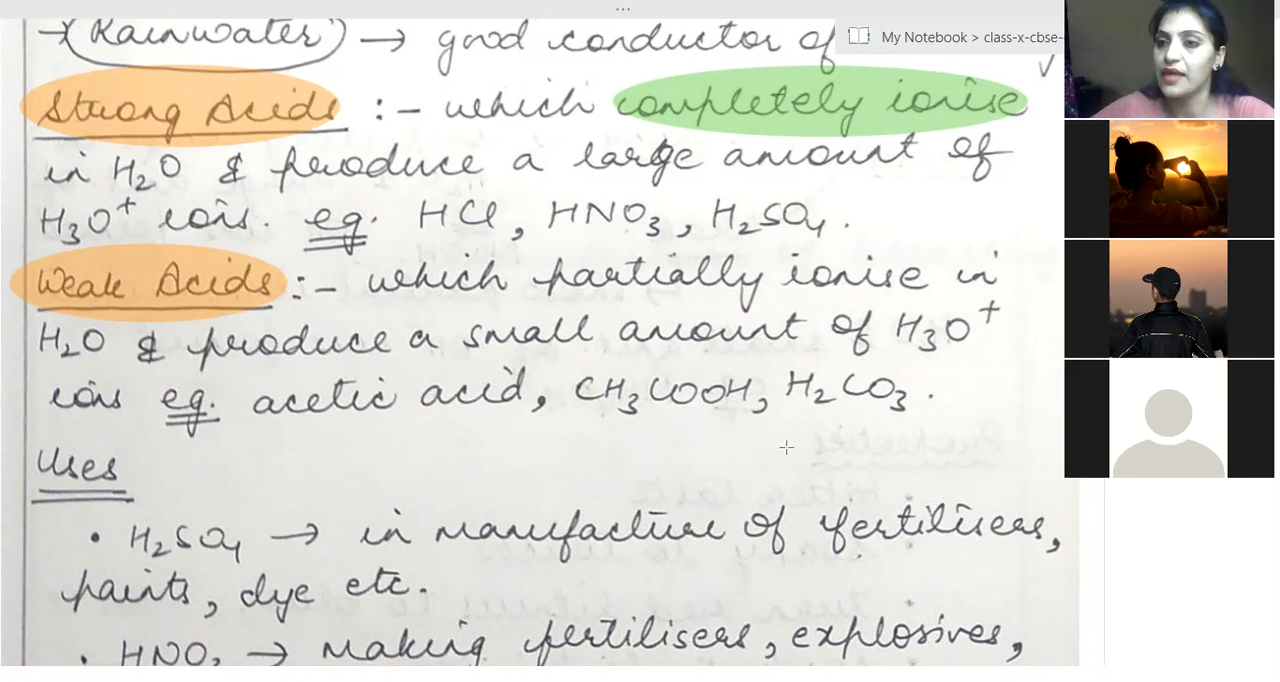 → (Rainwater) → good conductor of
My Notebook > class-x-cbse-
Strong Acids :- which completely ionise
in H₂O & produce a large amount of
H₃O⁺ ions. eg. HCl, HNO₃, H₂SO₄.
Weak Acids :- which partially ionise in
H₂O & produce a small amount of H₃O⁺
ions eg. acetic acid, CH₃COOH, H₂CO₃.
Uses
• H₂SO₄ → in manufacture of fertilisers,
paints, dye etc.
• HNO₃ → making fertilisers, explosives,